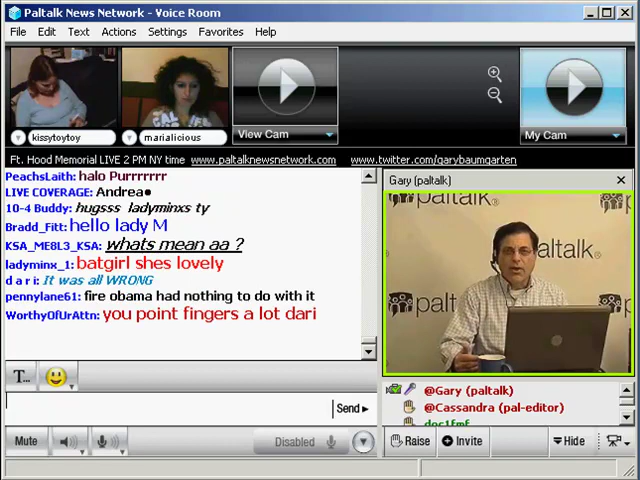 Paltalk News Network - Voice Room
File Edit Text Actions Settings Favorites Help
kissytoytoy
marialicious
View Cam
My Cam
Ft. Hood Memorial LIVE 2 PM NY time www.paltalknewsnetwork.com www.twitter.com/garybaumgarten
PeachsLaith: halo Purrrrrrr
LIVE COVERAGE: Andrea●
10-4 Buddy: hugsss ladyminxs ty
Bradd_Fitt: hello lady M
KSA_ME8L3_KSA: whats mean aa ?
ladyminx_1: batgirl shes lovely
d a r i: It was all WRONG
pennylane61: fire obama had nothing to do with it
WorthyOfUrAttn: you point fingers a lot dari
Gary (paltalk)
paltalk
paltalk
paltalk
T...
Send
Mute
Disabled
@Gary (paltalk)
@Cassandra (pal-editor)
doc1fmf
Raise Invite Hide